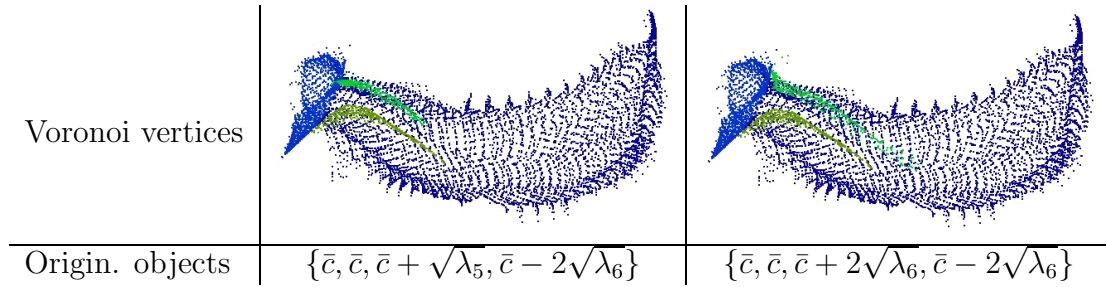 Voronoi vertices
Origin. objects {c̄, c̄, c̄ + √λ₅, c̄ − 2√λ₆} {c̄, c̄, c̄ + 2√λ₆, c̄ − 2√λ₆}